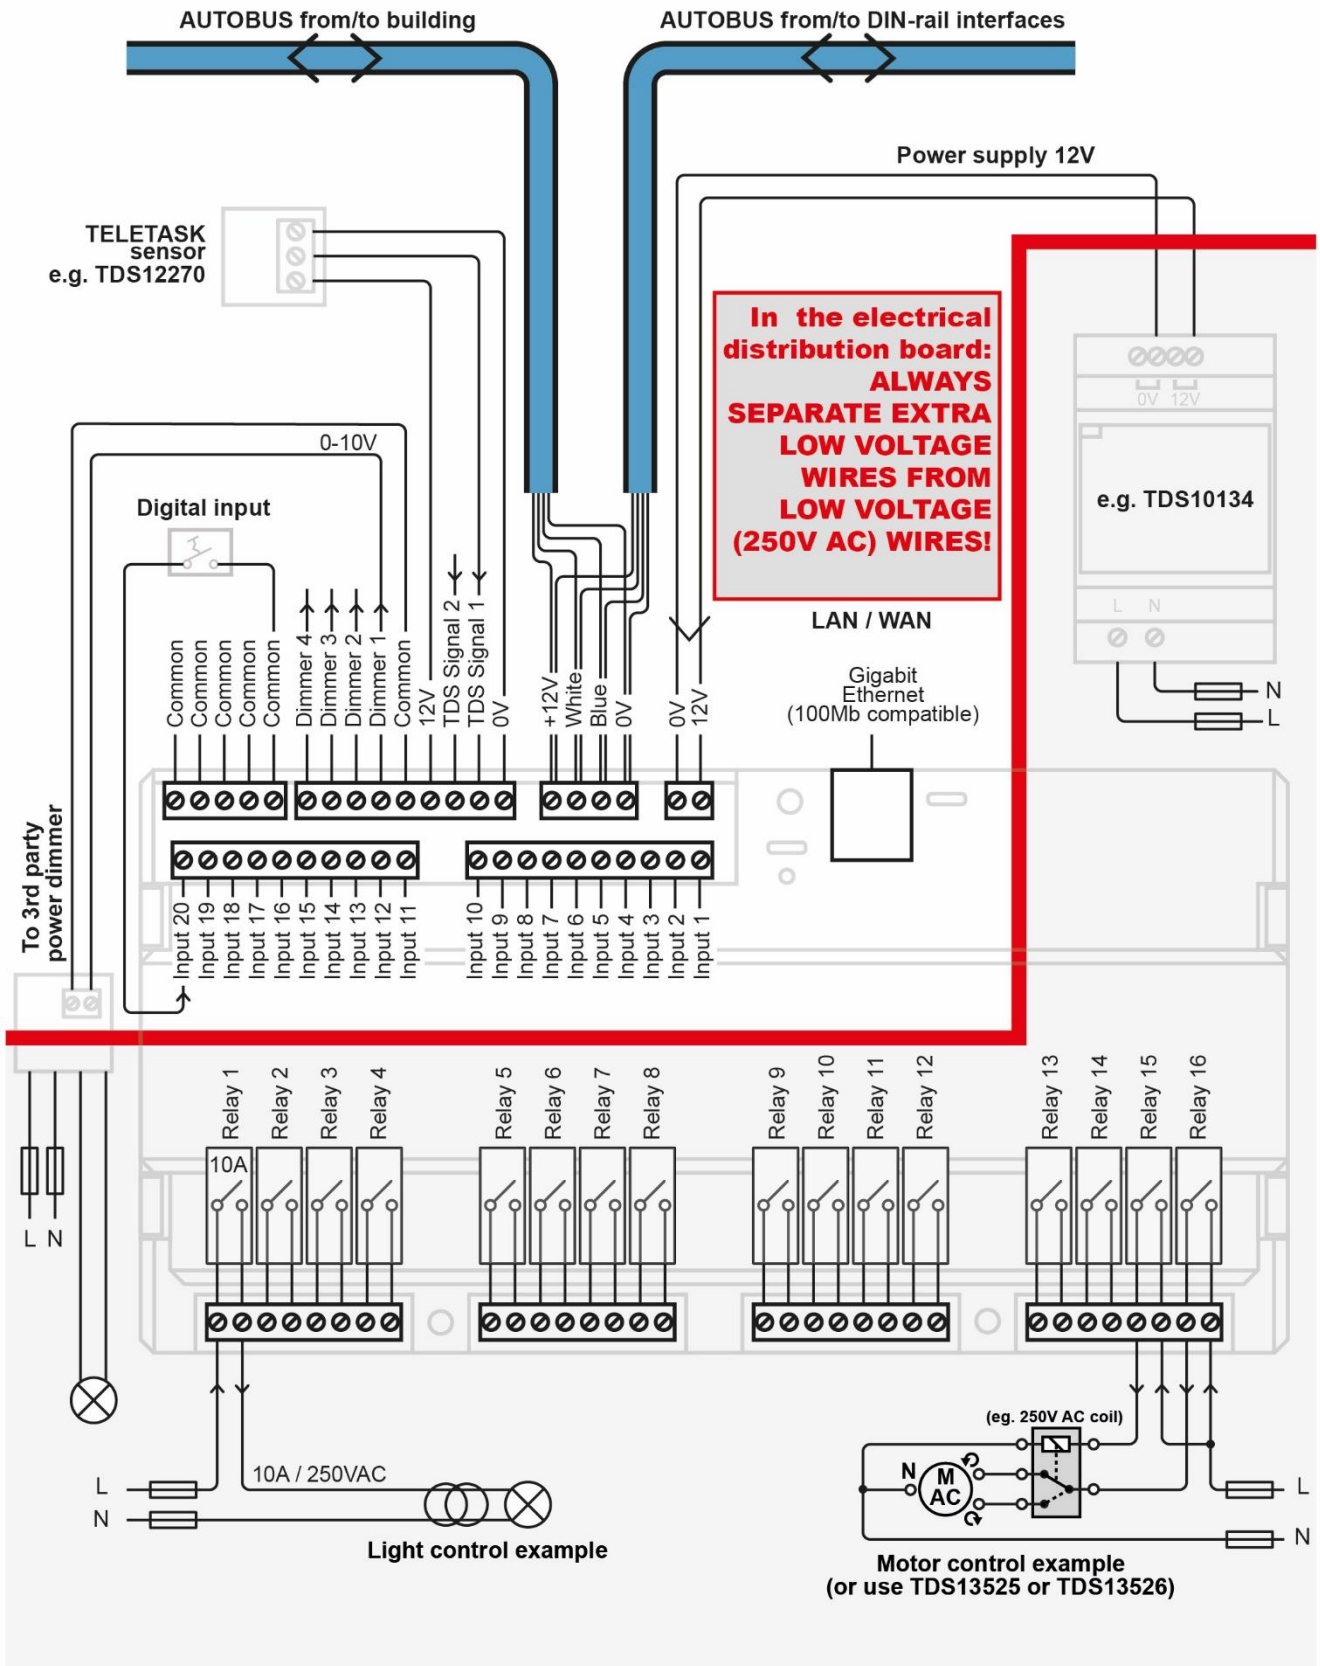 AUTOBUS from/to building
AUTOBUS from/to DIN-rail interfaces
Power supply 12V
TELETASK
sensor
e.g. TDS12270
In the electrical
distribution board:
ALWAYS
SEPARATE EXTRA
LOW VOLTAGE
WIRES FROM
LOW VOLTAGE
(250V AC) WIRES!
0V
12V
e.g. TDS10134
L
N
N
L
0-10V
Digital input
LAN / WAN
Gigabit
Ethernet
(100Mb compatible)
Common
Common
Common
Common
Common
Dimmer 4
Dimmer 3
Dimmer 2
Dimmer 1
Common
12V
TDS Signal 2
TDS Signal 1
0V
+12V
White
Blue
0V
0V
12V
To 3rd party
power dimmer
Input 20
Input 19
Input 18
Input 17
Input 16
Input 15
Input 14
Input 13
Input 12
Input 11
Input 10
Input 9
Input 8
Input 7
Input 6
Input 5
Input 4
Input 3
Input 2
Input 1
Relay 1
Relay 2
Relay 3
Relay 4
Relay 5
Relay 6
Relay 7
Relay 8
Relay 9
Relay 10
Relay 11
Relay 12
Relay 13
Relay 14
Relay 15
Relay 16
10A
L N
(eg. 250V AC coil)
L
10A / 250VAC
N
Light control example
N
M
AC
L
N
Motor control example
(or use TDS13525 or TDS13526)